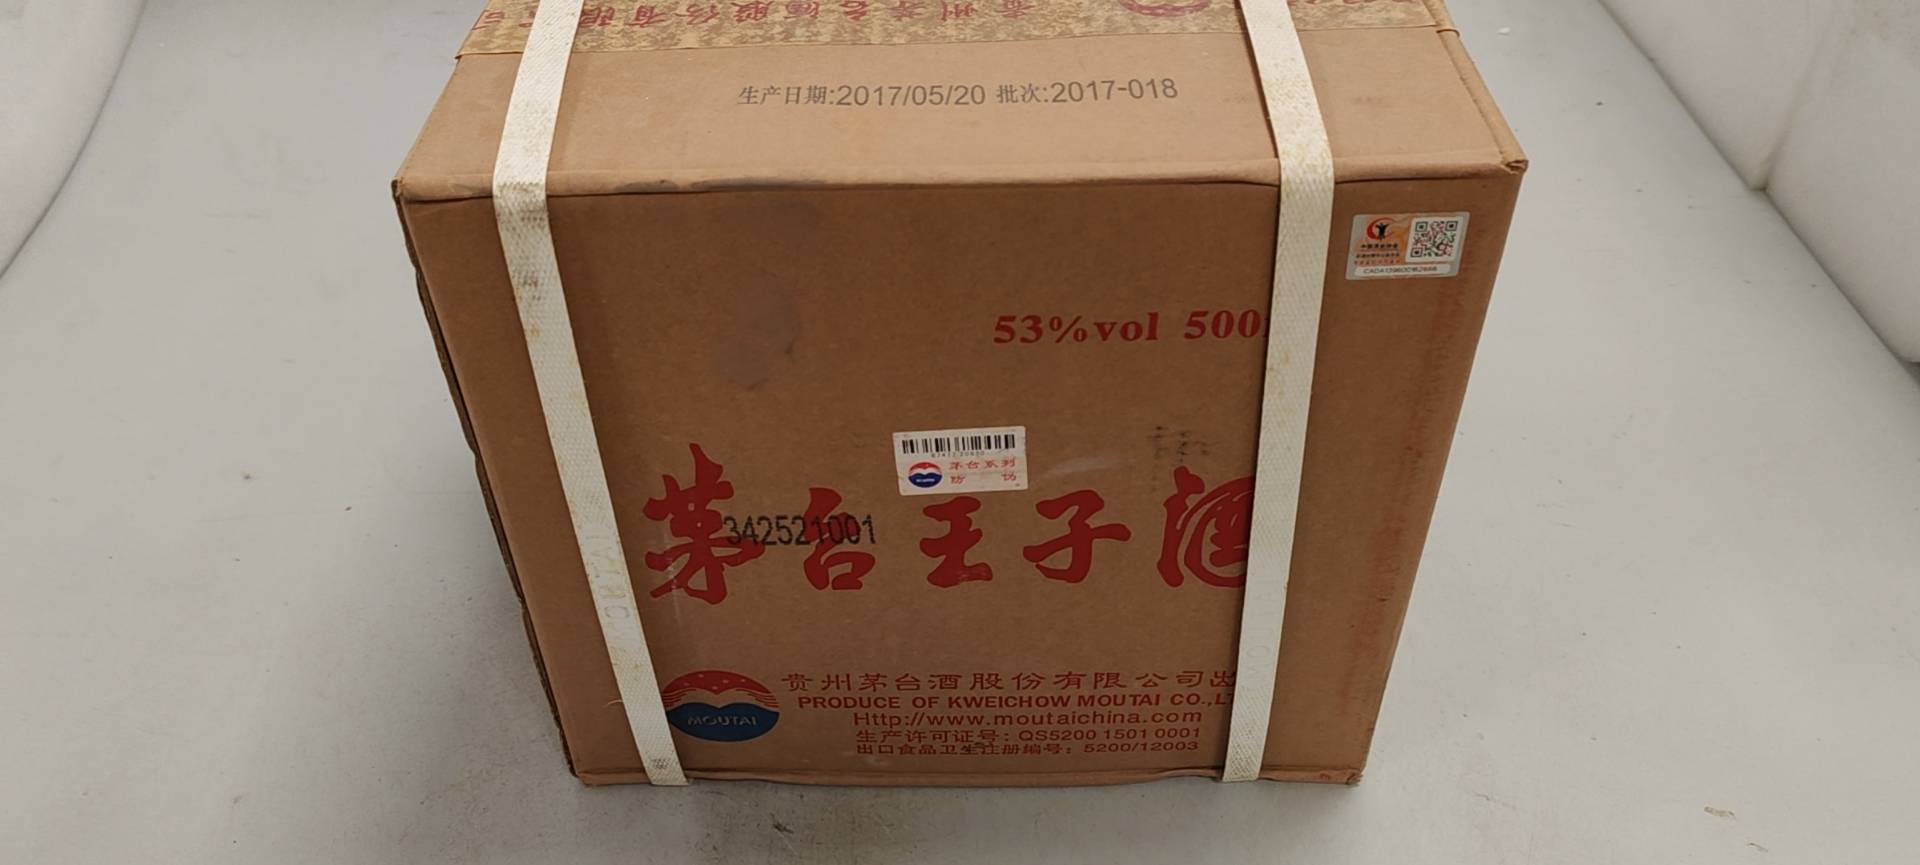 生产日期:2017/05/20 批次:2017-018
53%vol 500
茅台系列
防 伪
茅台王子酒
342521001
MOUTAI
贵州茅台酒股份有限公司出
PRODUCE OF KWEICHOW MOUTAI CO.,LT
Http://www.moutaichina.com
生产许可证号：QS5200 1501 0001
出口食品卫生注册编号：5200/12003